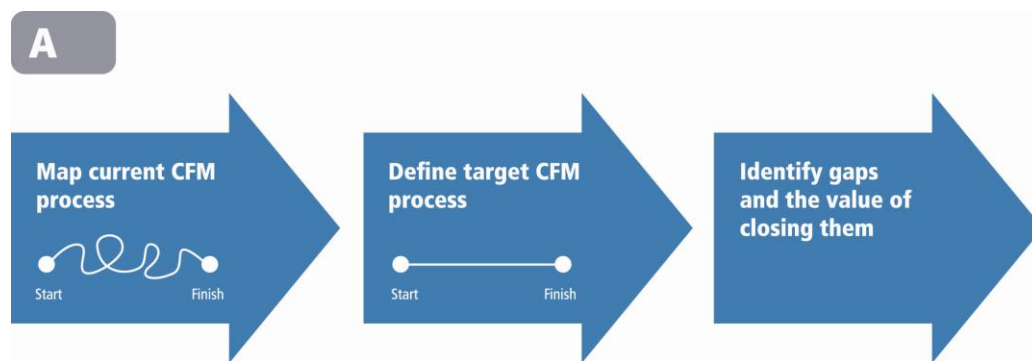 A
Map current CFM
process
Start
Finish
Define target CFM
process
Start
Finish
Identify gaps
and the value of
closing them